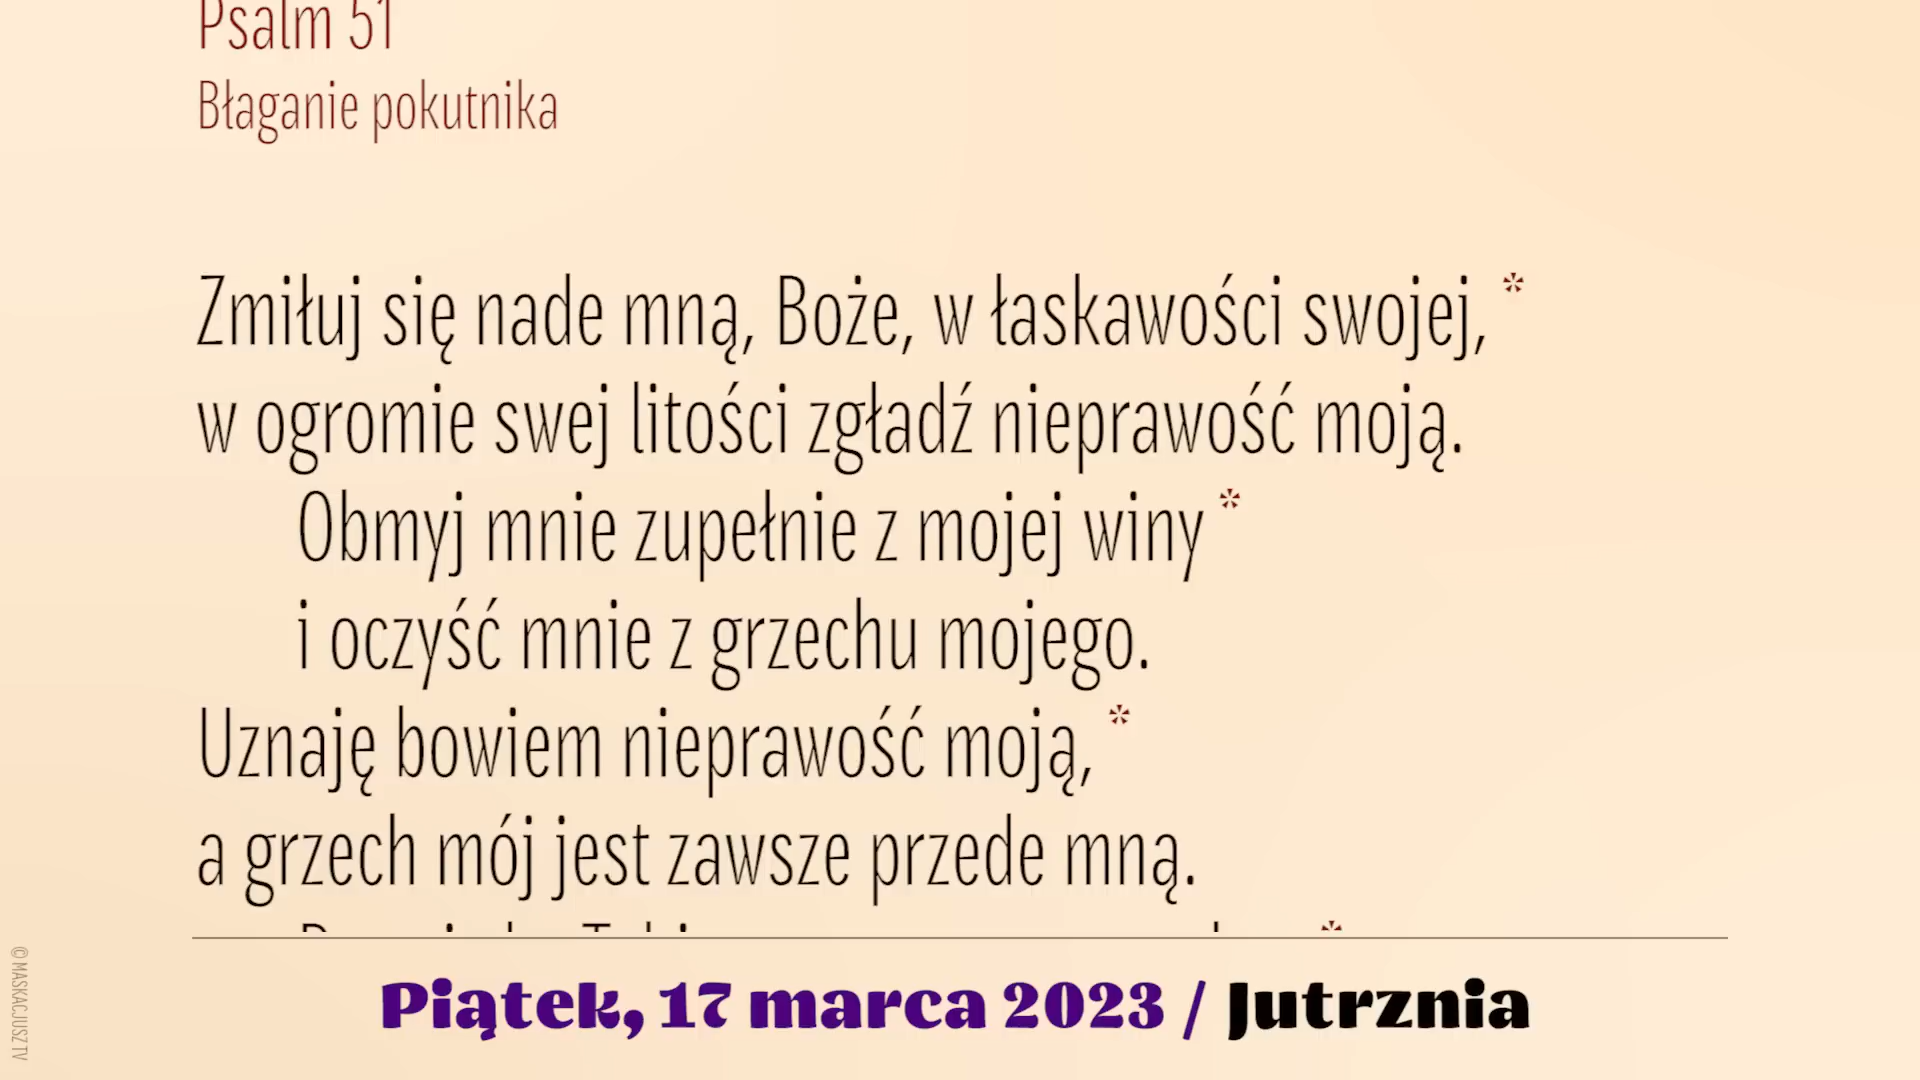 Psalm 51
Błaganie pokutnika
Zmiłuj się nade mną, Boże, w łaskawości swojej, *
w ogromie swej litości zgładź nieprawość moją.
Obmyj mnie zupełnie z mojej winy *
i oczyść mnie z grzechu mojego.
Uznaję bowiem nieprawość moją, *
a grzech mój jest zawsze przede mną.
Piątek, 17 marca 2023 / Jutrznia
© MASKACJUSZ TV